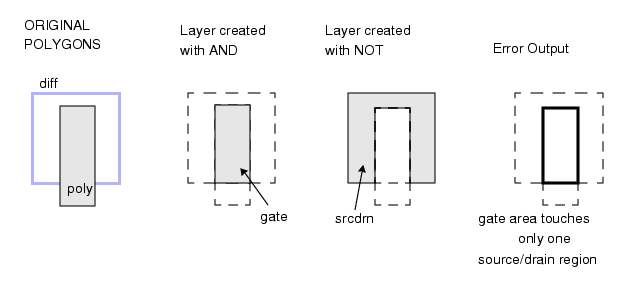 ORIGINAL
POLYGONS
Layer created
with AND
Layer created
with NOT
Error Output
diff
poly
gate
srcdrn
gate area touches
only one
source/drain region